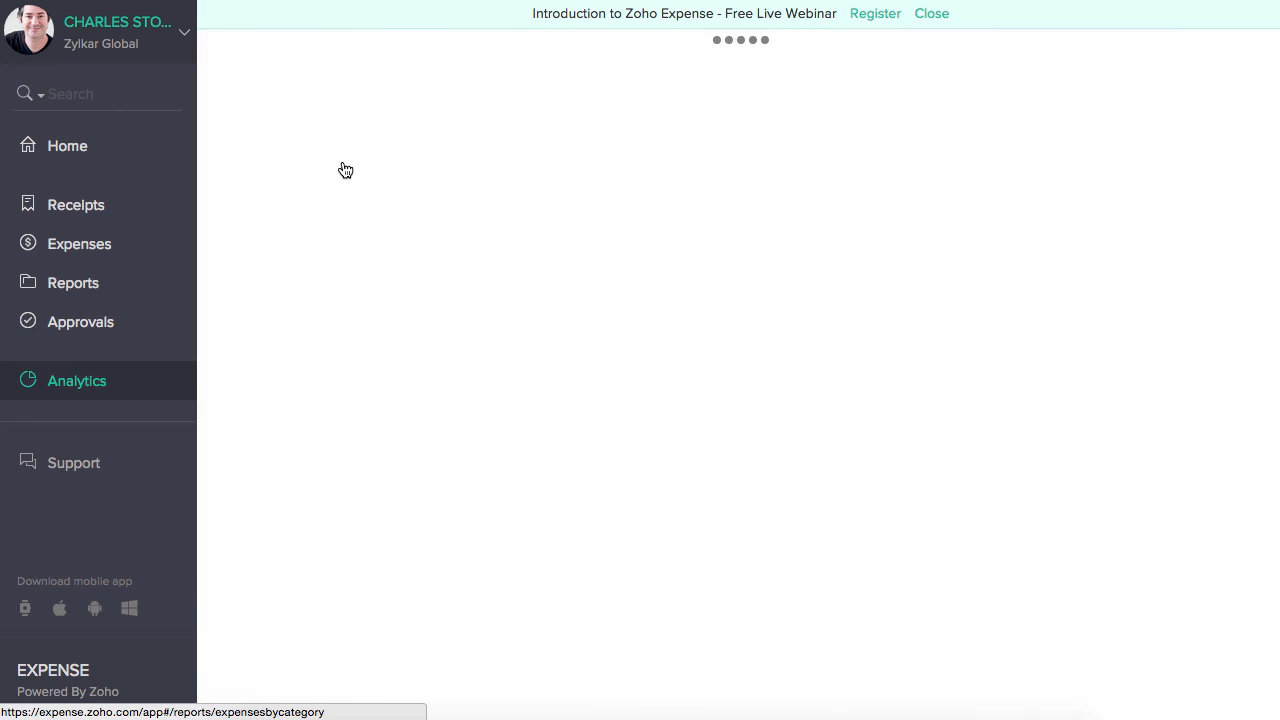 CHARLES STO...
Zylkar Global
Search
Home
Receipts
Expenses
Reports
Approvals
Analytics
Support
Download mobile app
EXPENSE
Powered By Zoho
Introduction to Zoho Expense - Free Live Webinar Register Close
https://expense.zoho.com/app#/reports/expensesbycategory